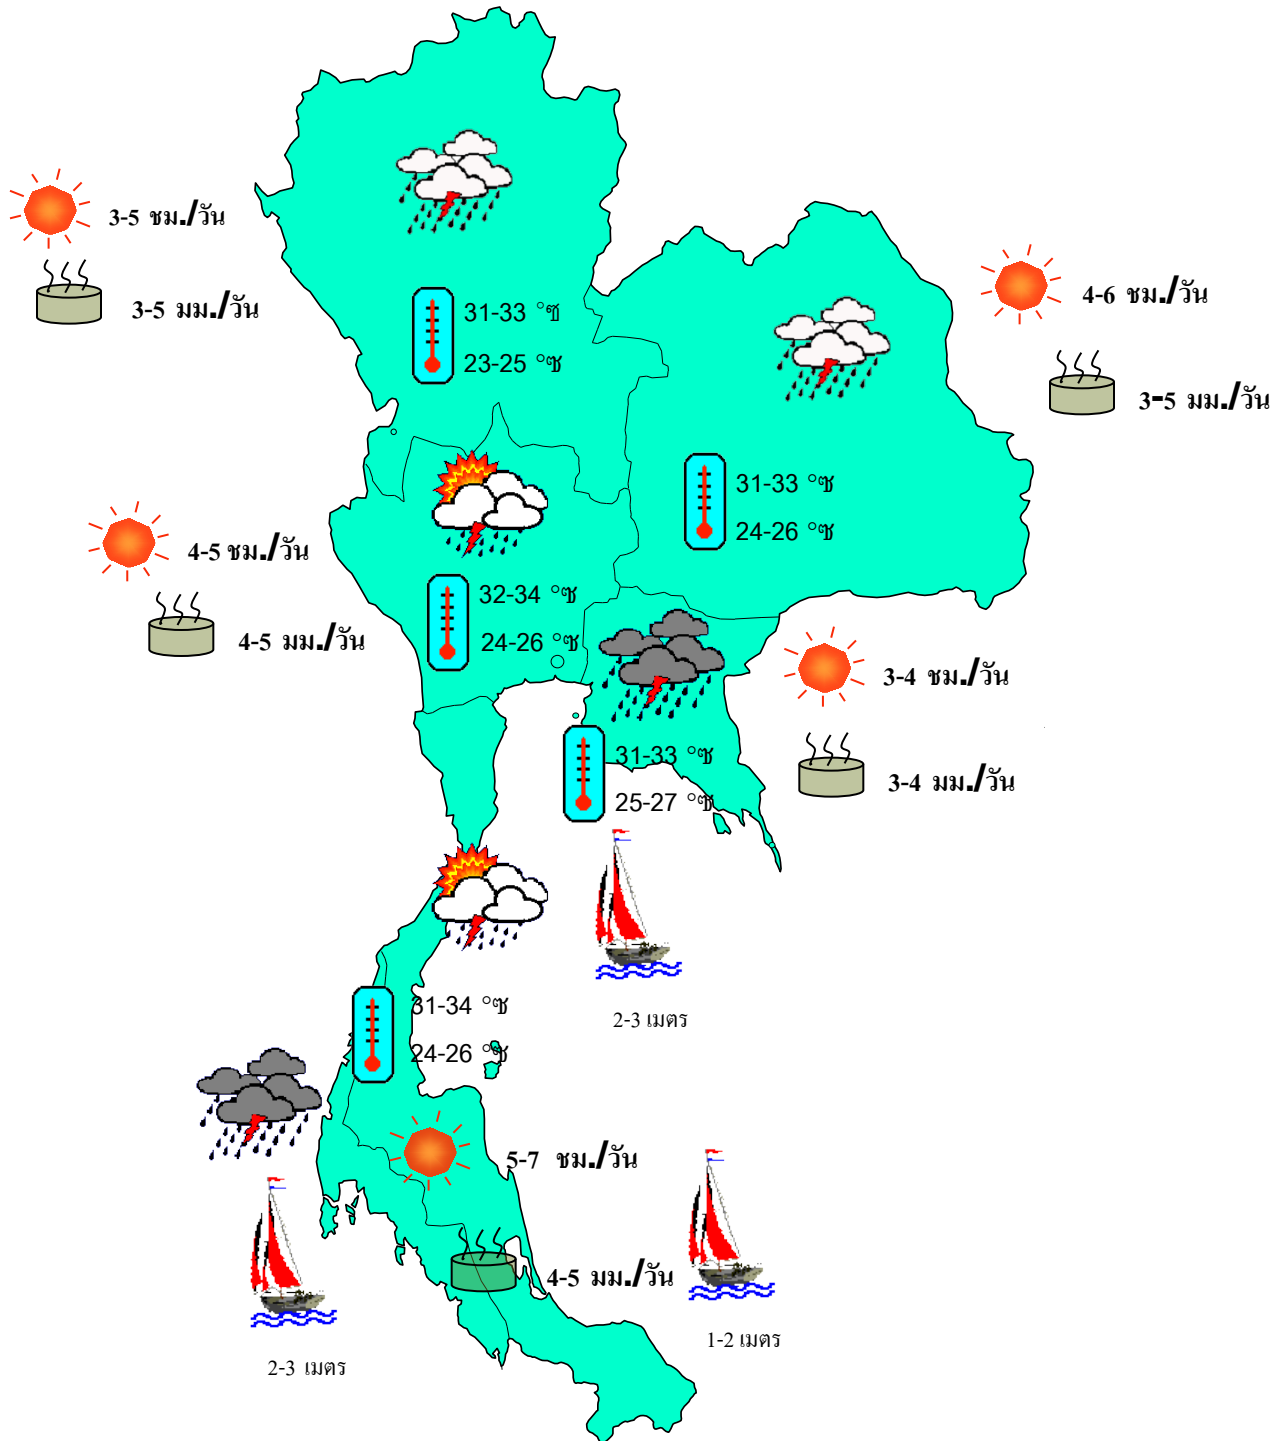 3-5 ชม./วัน
3-5 มม./วัน
31-33 °ซ
23-25 °ซ
4-6 ชม./วัน
3-5 มม./วัน
31-33 °ซ
24-26 °ซ
4-5 ชม./วัน
4-5 มม./วัน
32-34 °ซ
24-26 °ซ
3-4 ชม./วัน
3-4 มม./วัน
31-33 °ซ
25-27 °ซ
2-3 เมตร
31-34 °ซ
24-26 °ซ
5-7 ชม./วัน
4-5 มม./วัน
2-3 เมตร
1-2 เมตร